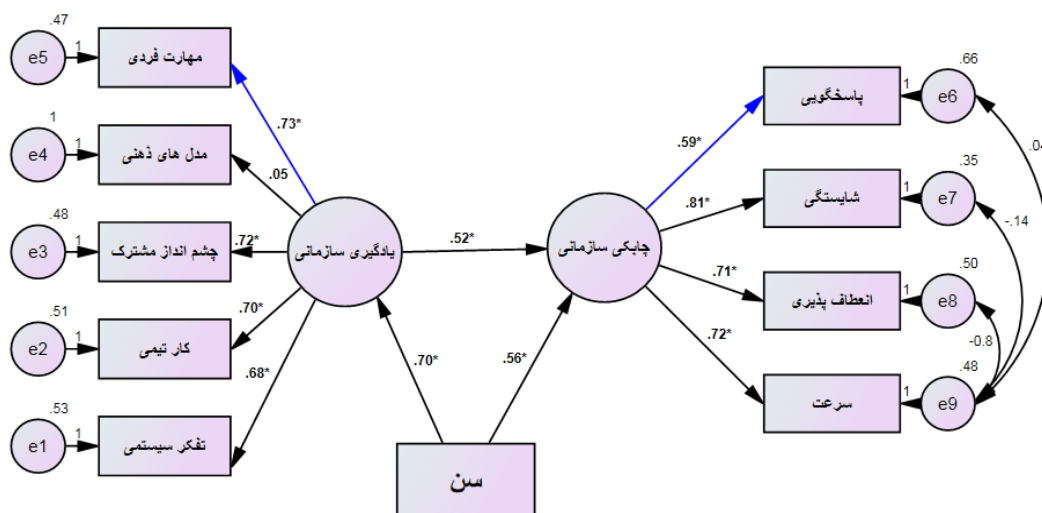 .47
e5
1
مهارت فردی
.73*
1
e4
1
مدل های ذهنی
.05
.48
e3
1
چشم انداز مشترک
.72*
.51
e2
1
کار تیمی
.70*
.53
e1
1
تفکر سیستمی
.68*
یادگیری سازمانی
.52*
چابکی سازمانی
.70*
.56*
سن
.59*
پاسخگویی
1
.66
e6
.04
.81*
شایستگی
1
.35
e7
-.14
.71*
انعطاف پذیری
1
.50
e8
-0.8
.72*
سرعت
1
.48
e9